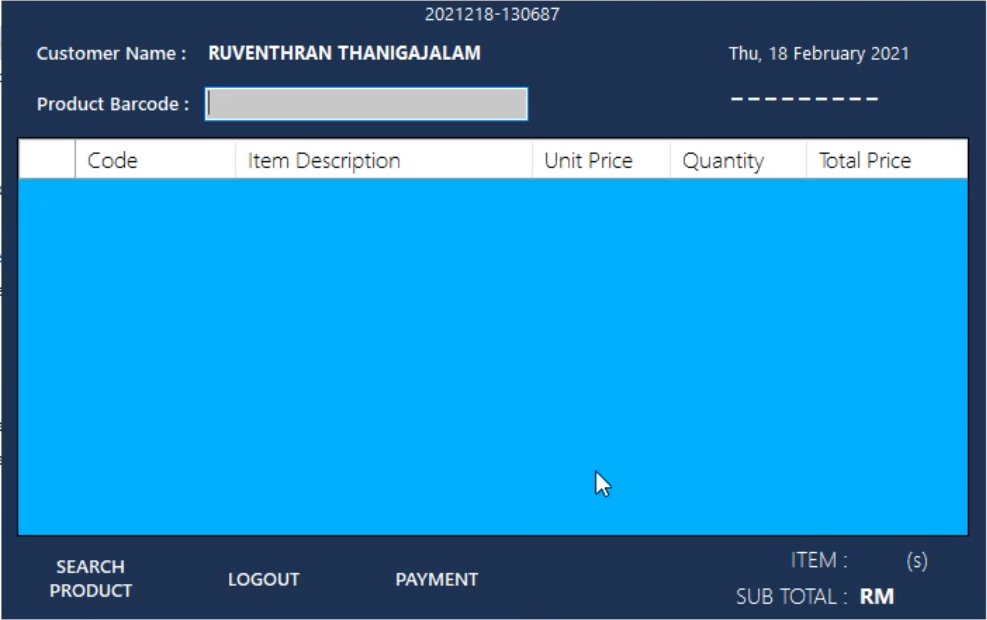 2021218-130687
Customer Name : RUVENTHRAN THANIGAJALAM Thu, 18 February 2021
Product Barcode : ---------
Code Item Description Unit Price Quantity Total Price
SEARCH PRODUCT
LOGOUT
PAYMENT
ITEM : (s)
SUB TOTAL : RM